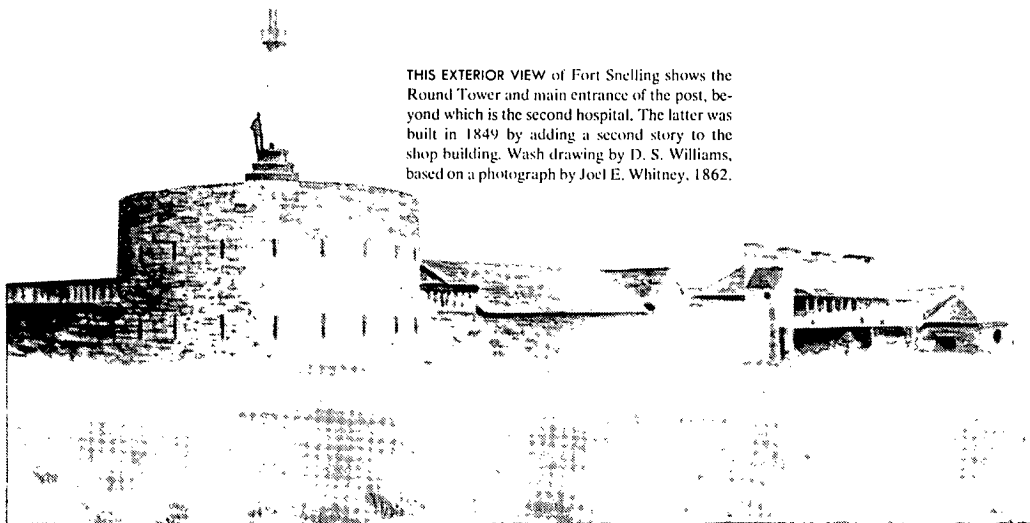 THIS EXTERIOR VIEW of Fort Snelling shows the
Round Tower and main entrance of the post, be-
yond which is the second hospital. The latter was
built in 1849 by adding a second story to the
shop building. Wash drawing by D. S. Williams,
based on a photograph by Joel E. Whitney, 1862.